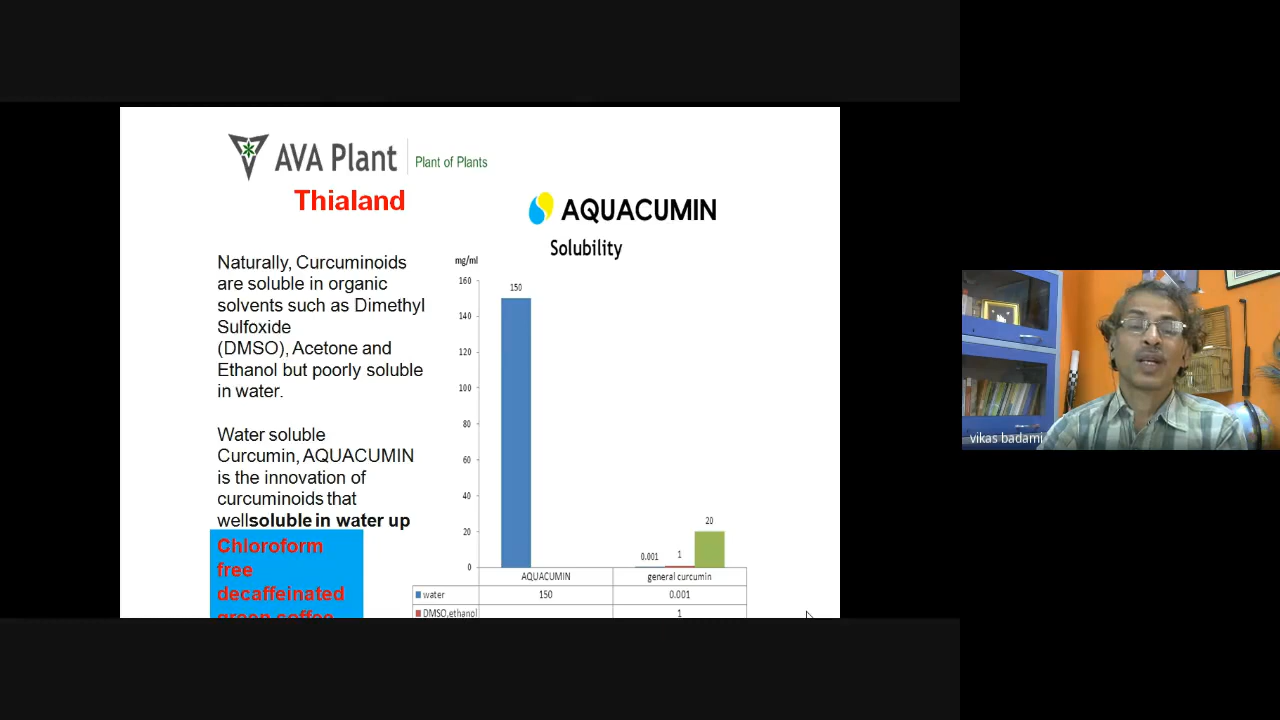 AVA Plant
Plant of Plants
Thialand
AQUACUMIN
Solubility
Naturally, Curcuminoids
are soluble in organic
solvents such as Dimethyl
Sulfoxide
(DMSO), Acetone and
Ethanol but poorly soluble
in water.
Water soluble
Curcumin, AQUACUMIN
is the innovation of
curcuminoids that
wellsoluble in water up
Chloroform
free
decaffeinated
green coffee
mg/ml
160
140
120
100
80
60
40
20
0
150
0.001
1
20
AQUACUMIN
general curcumin
water
150
0.001
DMSO,ethanol
1
vikas badami